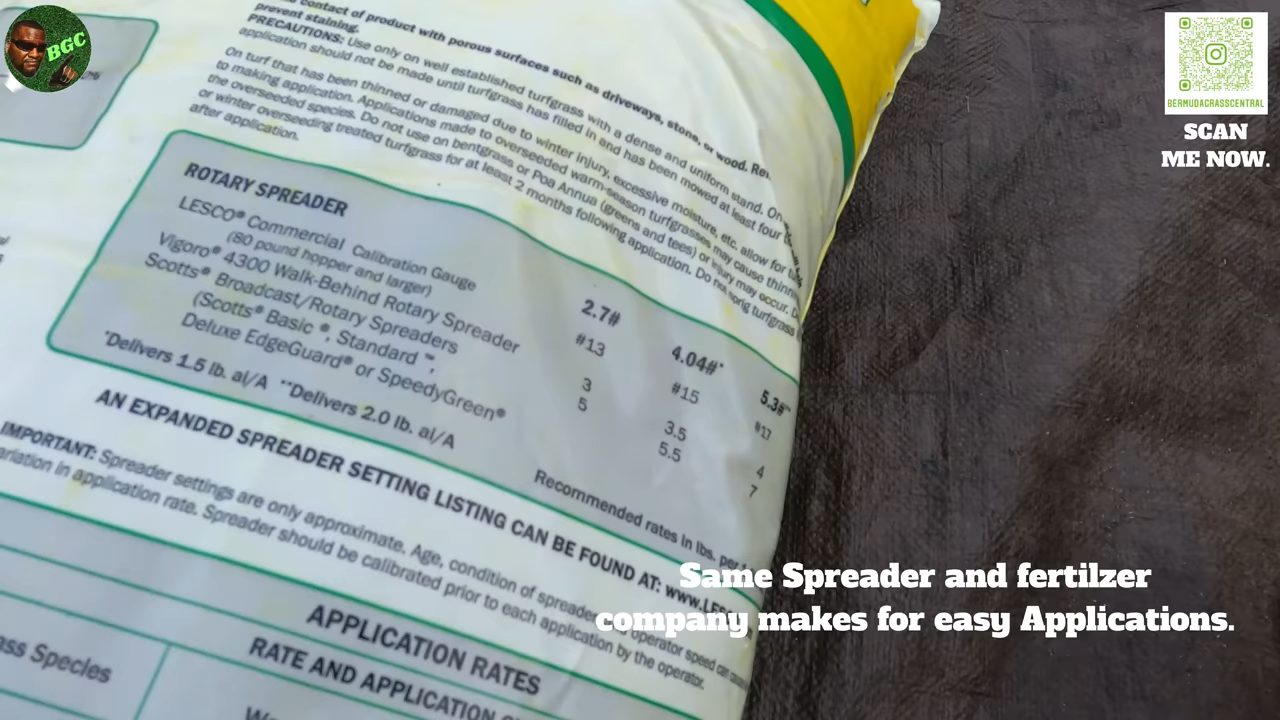 BGC
BERMUDAGRASSCENTRAL
SCAN
ME NOW.
contact of product with porous surfaces such as driveways, stone, or wood.
prevent staining.
PRECAUTIONS: Use only on well established turfgrass with a dense and uniform stand. On
application should not be made until turfgrass has filled in and has been mowed at least four
On turf that has been thinned or damaged due to winter injury, excessive moisture, etc. allow for
to making application. Applications made to overseeded warm-season turfgrasses may cause
the overseeded species. Do not use on bentgrass or Poa Annua (greens and tees) or injury may occur.
or winter overseeding treated turfgrass for at least 2 months following application. Do not sprig turfgrass
after application.
ROTARY SPREADER
LESCO® Commercial Calibration Gauge
(80 pound hopper and larger) 2.7# 4.04#* 5.3#**
Vigoro® 4300 Walk-Behind Rotary Spreader #13 #15 #17
Scotts® Broadcast/Rotary Spreaders 3 3.5 4
(Scotts® Basic®, Standard™, 5 5.5 7
Deluxe EdgeGuard® or SpeedyGreen®
*Delivers 1.5 lb. ai/A **Delivers 2.0 lb. ai/A
Recommended rates in lbs. per
AN EXPANDED SPREADER SETTING LISTING CAN BE FOUND AT:
IMPORTANT: Spreader settings are only approximate. Age, condition of spreader operator speed can
variation in application rate. Spreader should be calibrated prior to each application by the operator.
APPLICATION RATES
RATE AND APPLICATION
Species
Same Spreader and fertilzer
company makes for easy Applications.